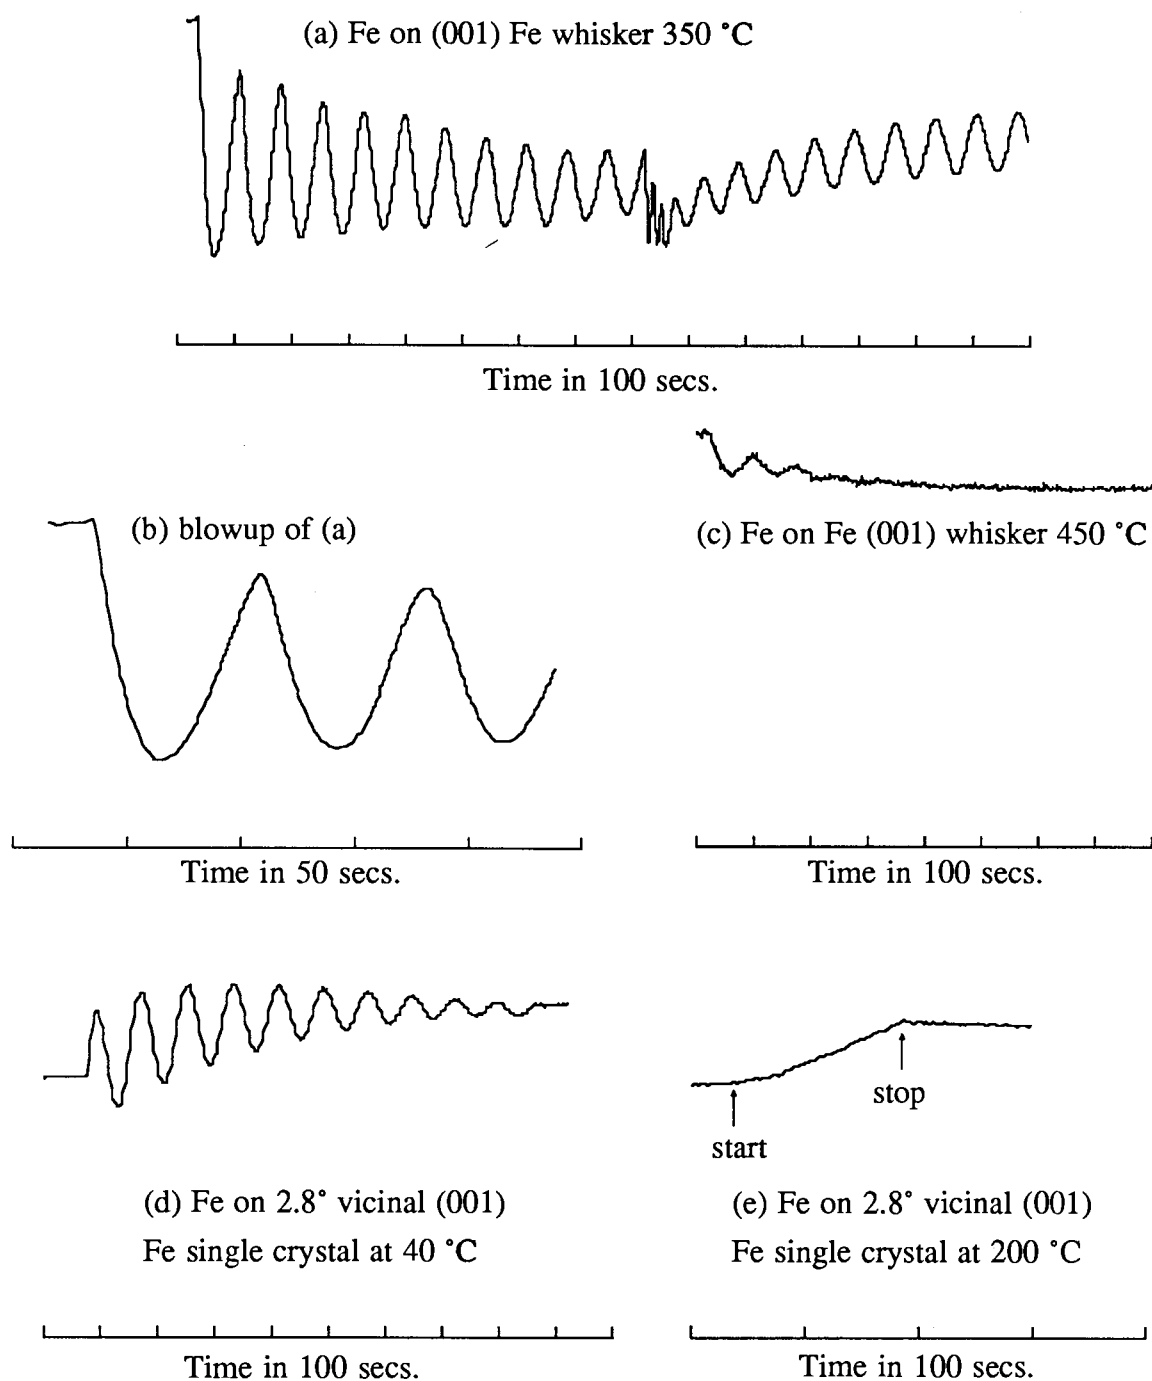 (a) Fe on (001) Fe whisker 350 °C
Time in 100 secs.
(b) blowup of (a)
(c) Fe on Fe (001) whisker 450 °C
Time in 50 secs.
Time in 100 secs.
stop
start
(d) Fe on 2.8° vicinal (001)
Fe single crystal at 40 °C
(e) Fe on 2.8° vicinal (001)
Fe single crystal at 200 °C
Time in 100 secs.
Time in 100 secs.